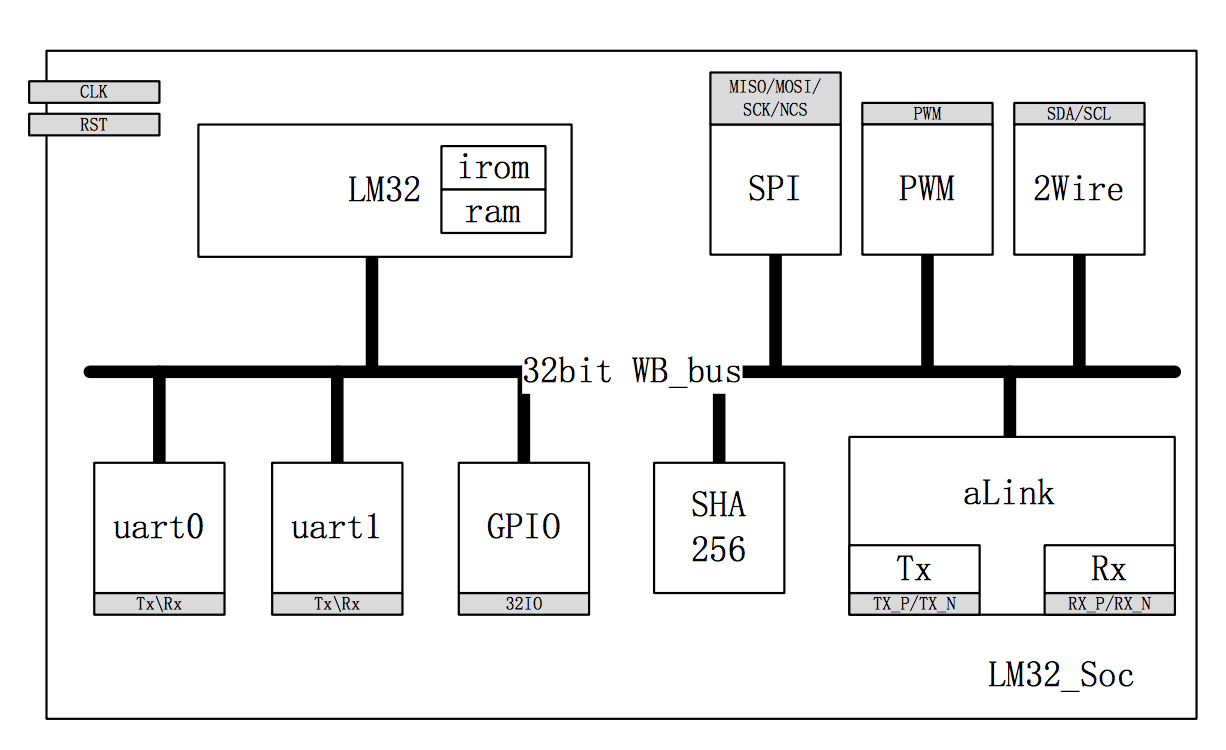 CLK
RST
LM32
irom
ram
MISO/MOSI/
SCK/NCS
SPI
PWM
PWM
SDA/SCL
2Wire
32bit WB_bus
uart0
Tx\Rx
uart1
Tx\Rx
GPIO
32IO
SHA
256
aLink
Tx
TX_P/TX_N
Rx
RX_P/RX_N
LM32_Soc